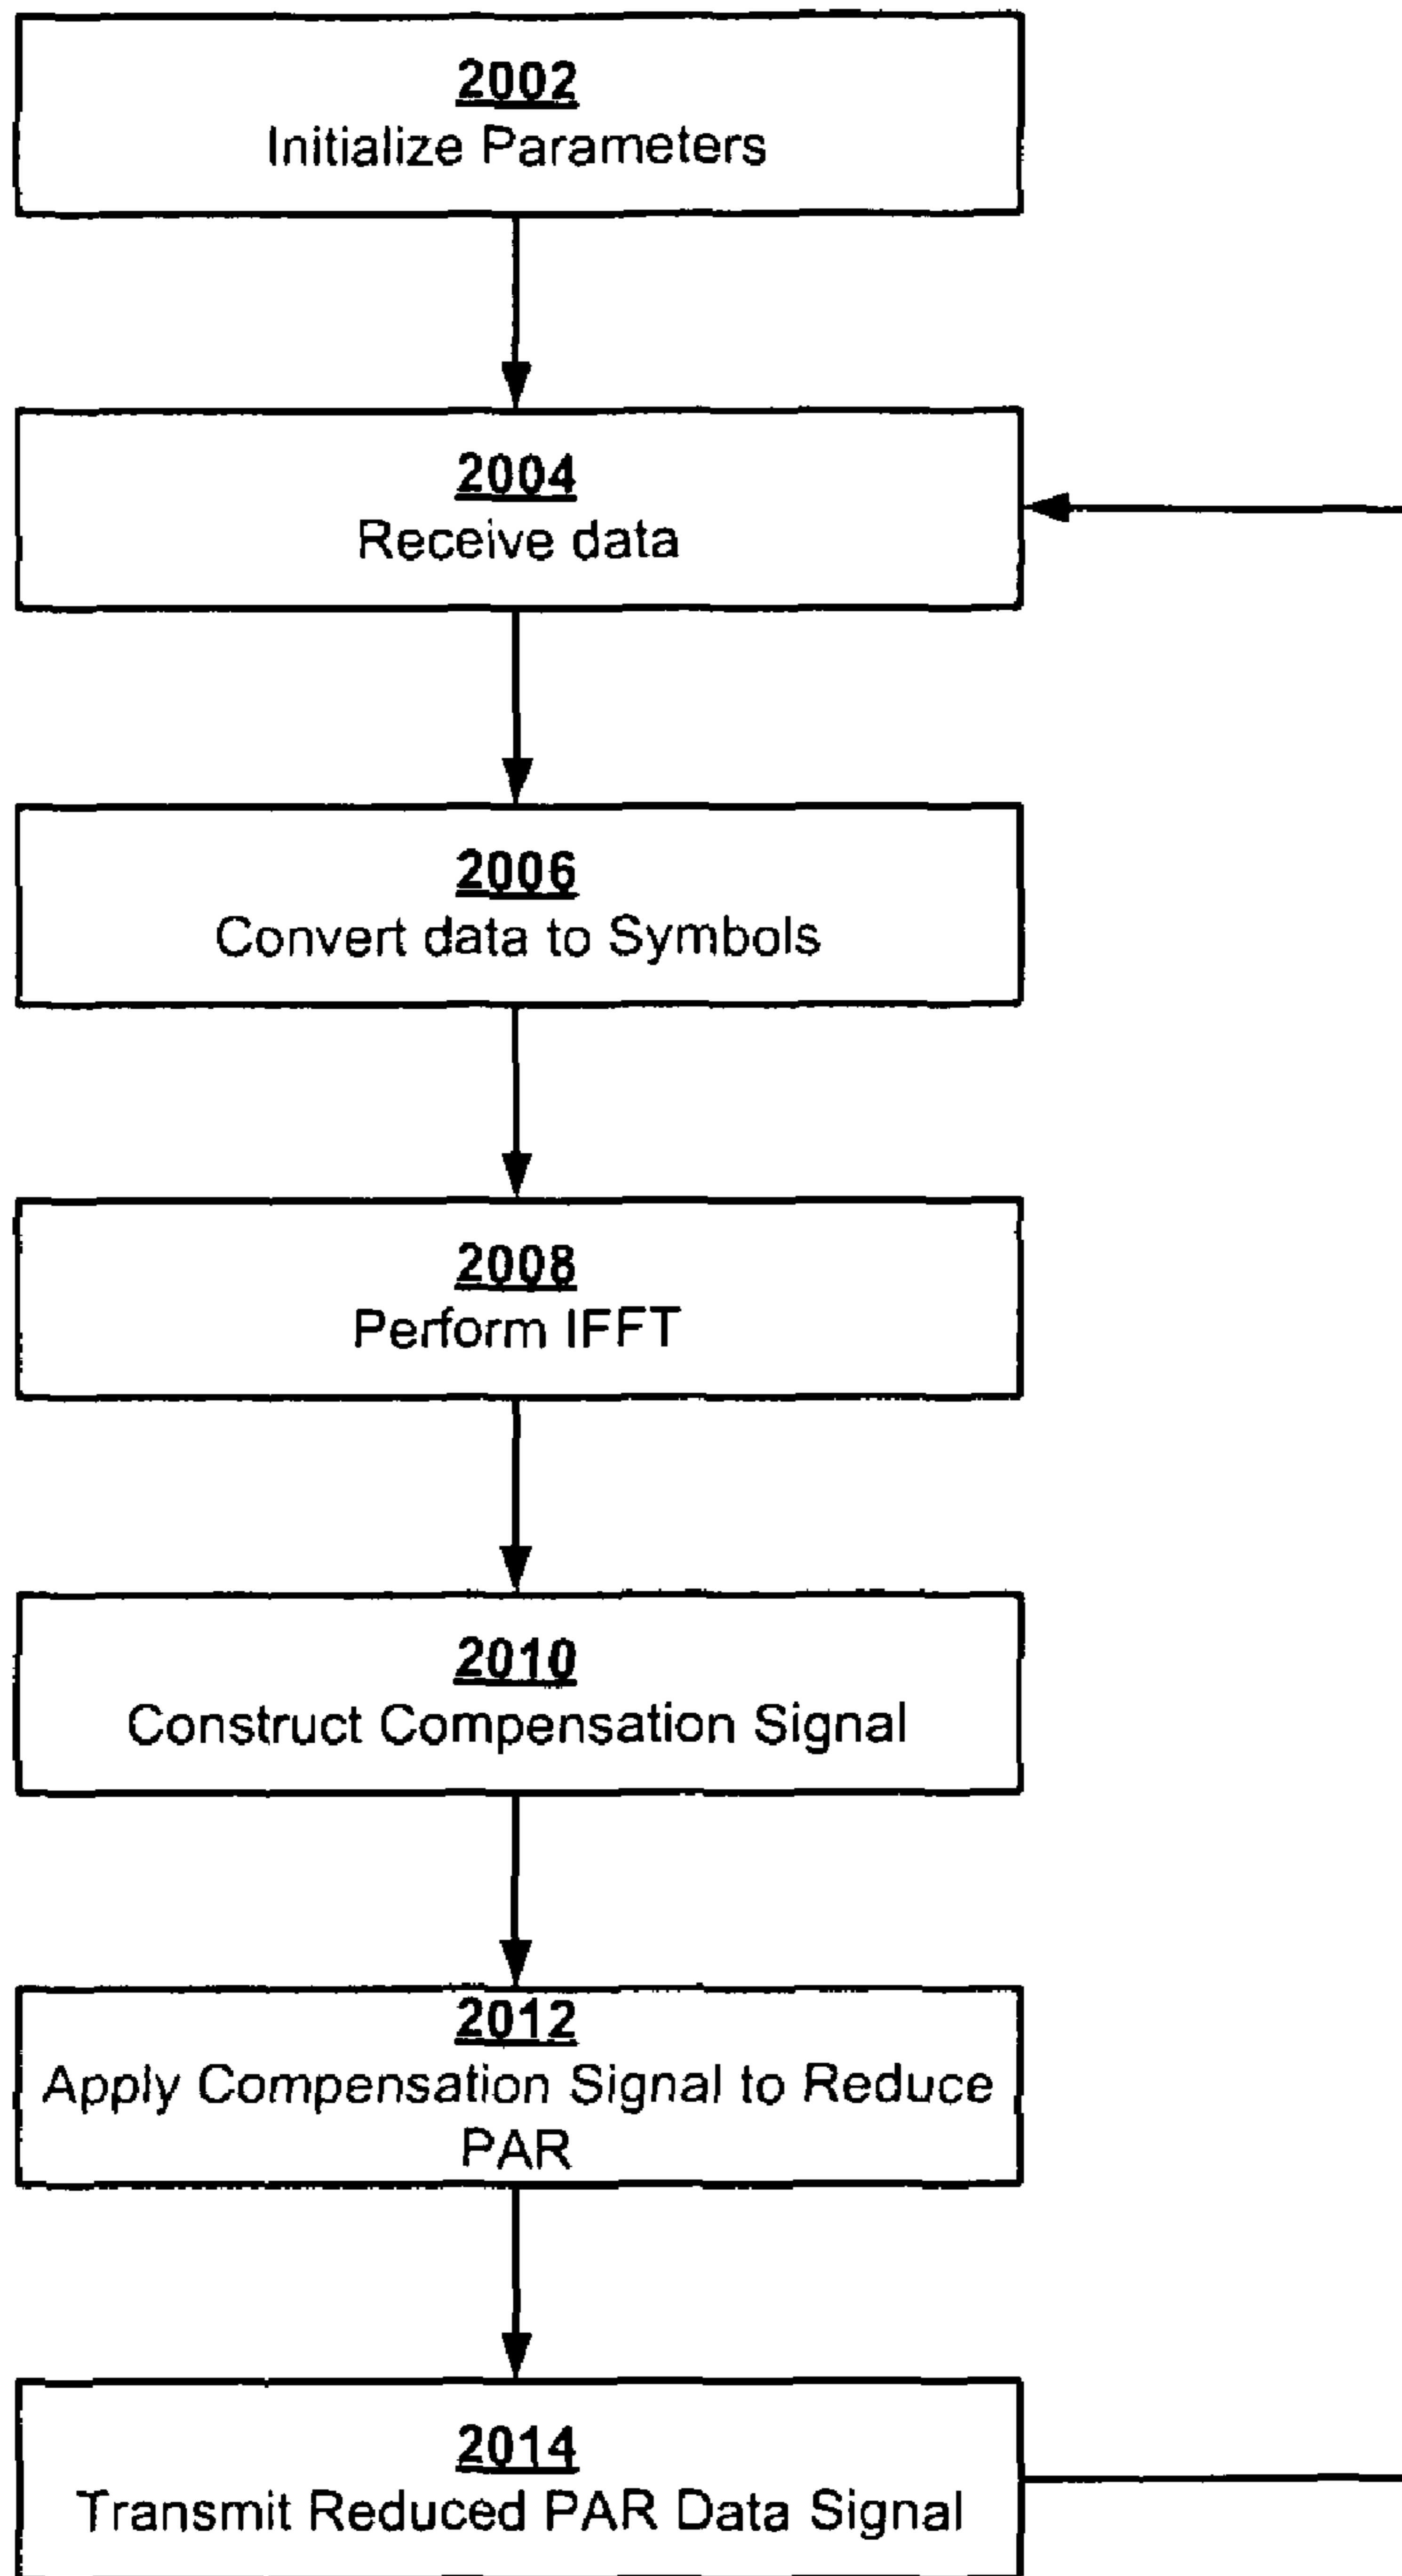 2002
Initialize Parameters
2004
Receive data
2006
Convert data to Symbols
2008
Perform IFFT
2010
Construct Compensation Signal
2012
Apply Compensation Signal to Reduce
PAR
2014
Transmit Reduced PAR Data Signal